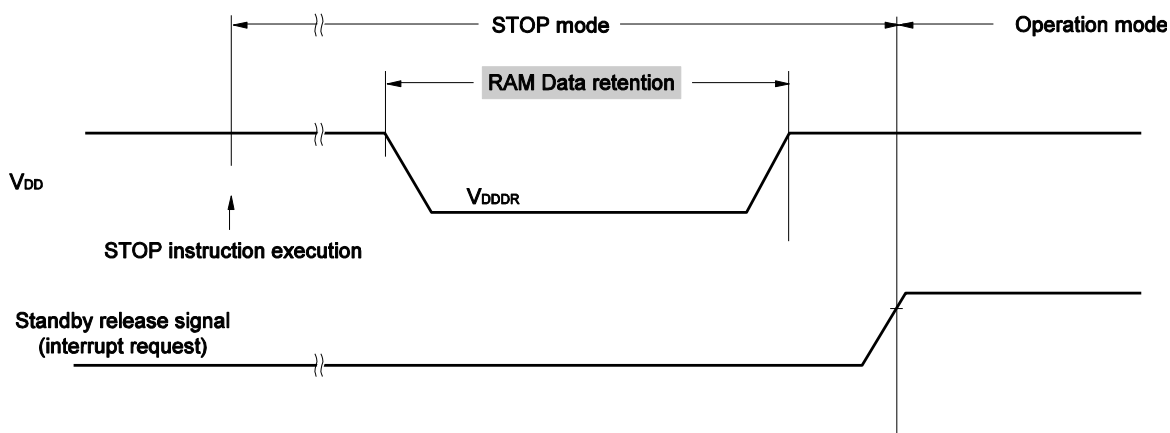 STOP mode
Operation mode
RAM Data retention
VDD
VDDDR
STOP instruction execution
Standby release signal
(interrupt request)